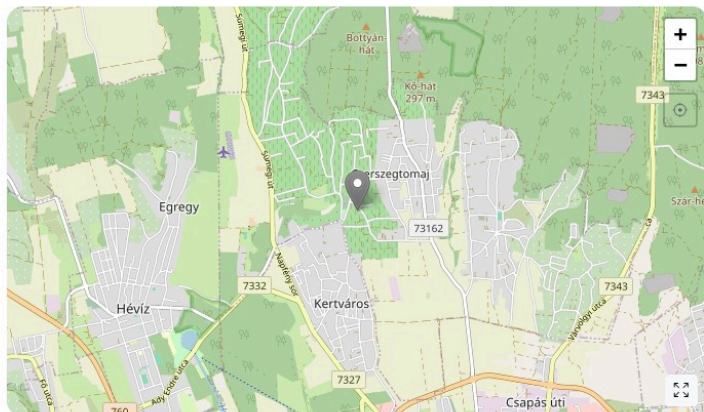 Sümegi út
Bottyán-
hát
Kő-hát
297 m
+
−
7343
Sümegi út
erszegtomaj
Egregy
Szár-he
73162
7332
Napfény sor
Hévíz
Kertváros
7343
Várvölgyi utca
Fő utca
Ady Endre utca
7327
760
Csapás úti